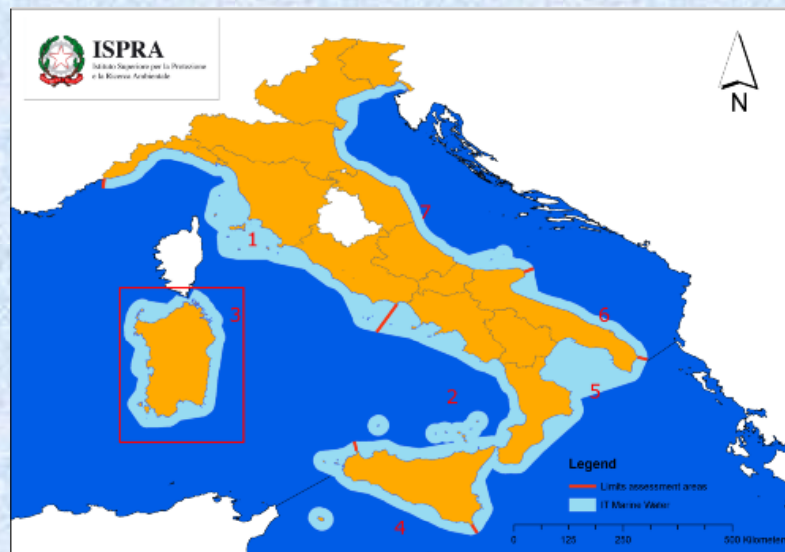 ISPRA
Istituto Superiore per la Protezione
e la Ricerca Ambientale
N
7
1
3
6
2
5
4
Legend
Limits assessment areas
IT Marine Water
0 125 250 500 Kilometers